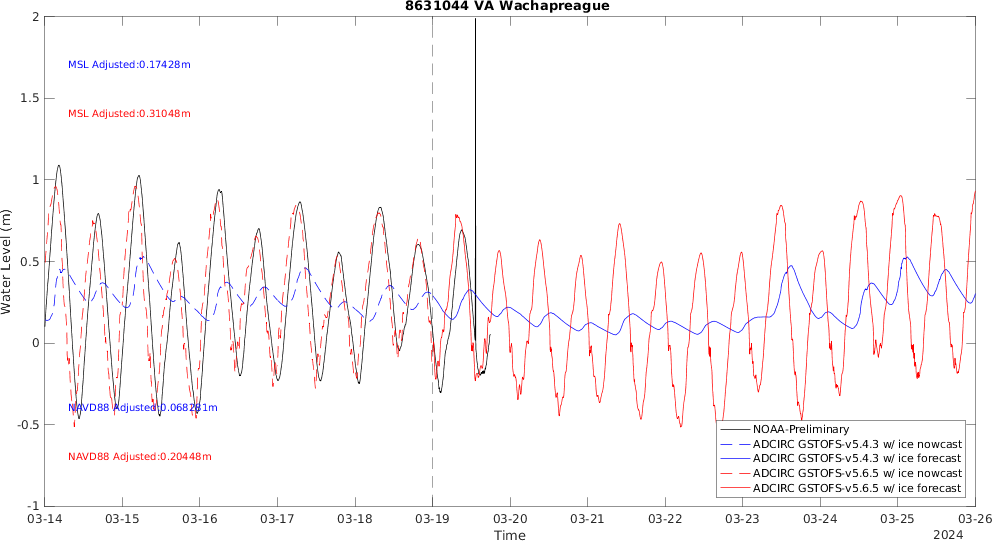 8631044 VA Wachapreague
2
1.5
1
0.5
0
-0.5
-1
Water Level (m)
MSL Adjusted:0.17428m
MSL Adjusted:0.31048m
NAVD88 Adjusted:0.068281m
NAVD88 Adjusted:0.20448m
NOAA-Preliminary
ADCIRC GSTOFS-v5.4.3 w/ ice nowcast
ADCIRC GSTOFS-v5.4.3 w/ ice forecast
ADCIRC GSTOFS-v5.6.5 w/ ice nowcast
ADCIRC GSTOFS-v5.6.5 w/ ice forecast
03-14 03-15 03-16 03-17 03-18 03-19 03-20 03-21 03-22 03-23 03-24 03-25 03-26
Time
2024